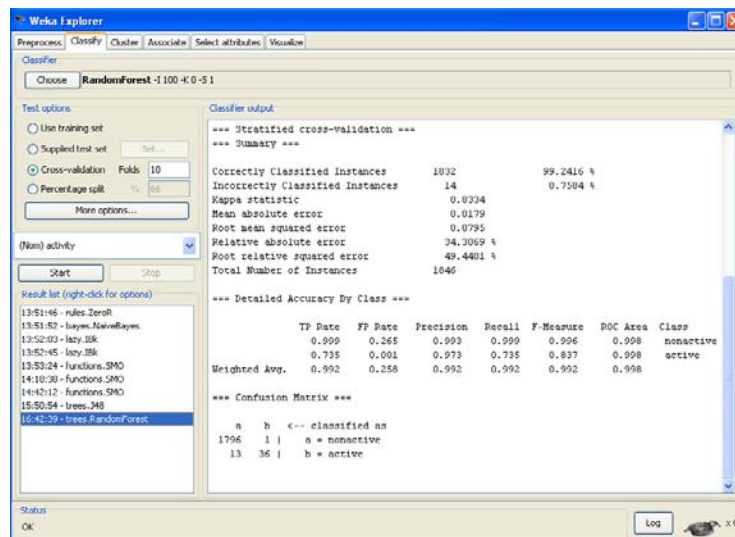 Weka Explorer
Preprocess Classify Cluster Associate Select attributes Visualize
Classifier
Choose RandomForest -I 100 -K 0 -S 1
Test options
Use training set
Supplied test set Set...
Cross-validation Folds 10
Percentage split % 66
More options...
(Nom) activity
Start Stop
Result list (right-click for options)
13:51:46 - rules.ZeroR
13:51:52 - bayes.NaiveBayes
13:52:03 - lazy.IBk
13:52:45 - lazy.IBk
13:53:24 - functions.SMO
14:18:38 - functions.SMO
14:42:12 - functions.SMO
15:50:54 - trees.J48
16:42:39 - trees.RandomForest
Classifier output
=== Stratified cross-validation ===
=== Summary ===
Correctly Classified Instances 1832 99.2416 %
Incorrectly Classified Instances 14 0.7584 %
Kappa statistic 0.8334
Mean absolute error 0.0179
Root mean squared error 0.0795
Relative absolute error 34.3069 %
Root relative squared error 49.4401 %
Total Number of Instances 1846
=== Detailed Accuracy By Class ===
TP Rate FP Rate Precision Recall F-Measure ROC Area Class
0.999 0.265 0.993 0.999 0.996 0.998 nonactive
0.735 0.001 0.973 0.735 0.837 0.998 active
Weighted Avg. 0.992 0.258 0.992 0.992 0.992 0.998
=== Confusion Matrix ===
a b <-- classified as
1796 1 | a = nonactive
13 36 | b = active
Status
OK
Log
x 0